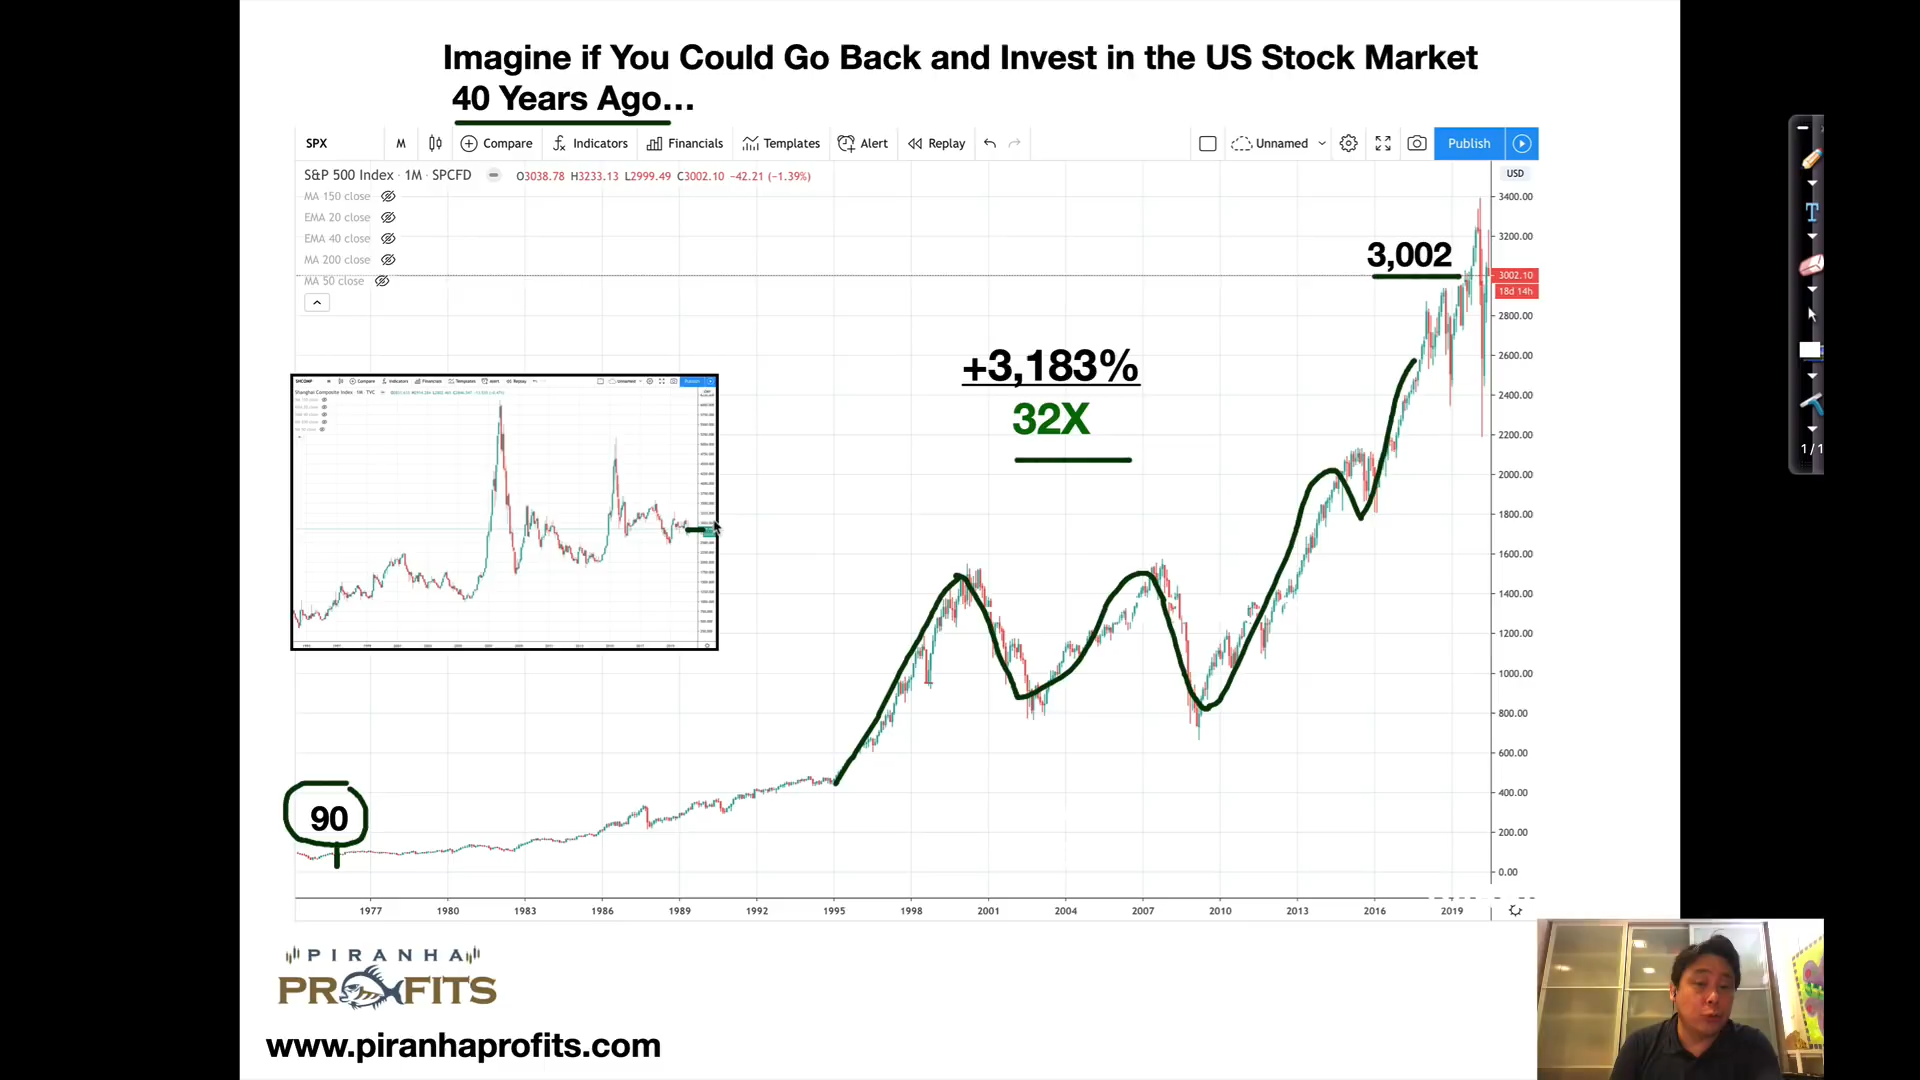 Imagine if You Could Go Back and Invest in the US Stock Market
40 Years Ago...
SPX M Compare Indicators Financials Templates Alert Replay Unnamed Publish
S&P 500 Index · 1M · SPCFD O3038.78 H3233.13 L2999.49 C3002.10 −42.21 (−1.39%)
USD
MA 150 close
EMA 20 close
EMA 40 close
MA 200 close
MA 50 close
3400.00
3200.00
3002.10
18d 14h
2800.00
2600.00
2400.00
2200.00
2000.00
1800.00
1600.00
1400.00
1200.00
1000.00
800.00
600.00
400.00
200.00
0.00
3,002
+3,183%
32X
Shanghai Composite Index
90
1977 1980 1983 1986 1989 1992 1995 1998 2001 2004 2007 2010 2013 2016 2019
T
1/1
PIRANHA
PROFITS
www.piranhaprofits.com